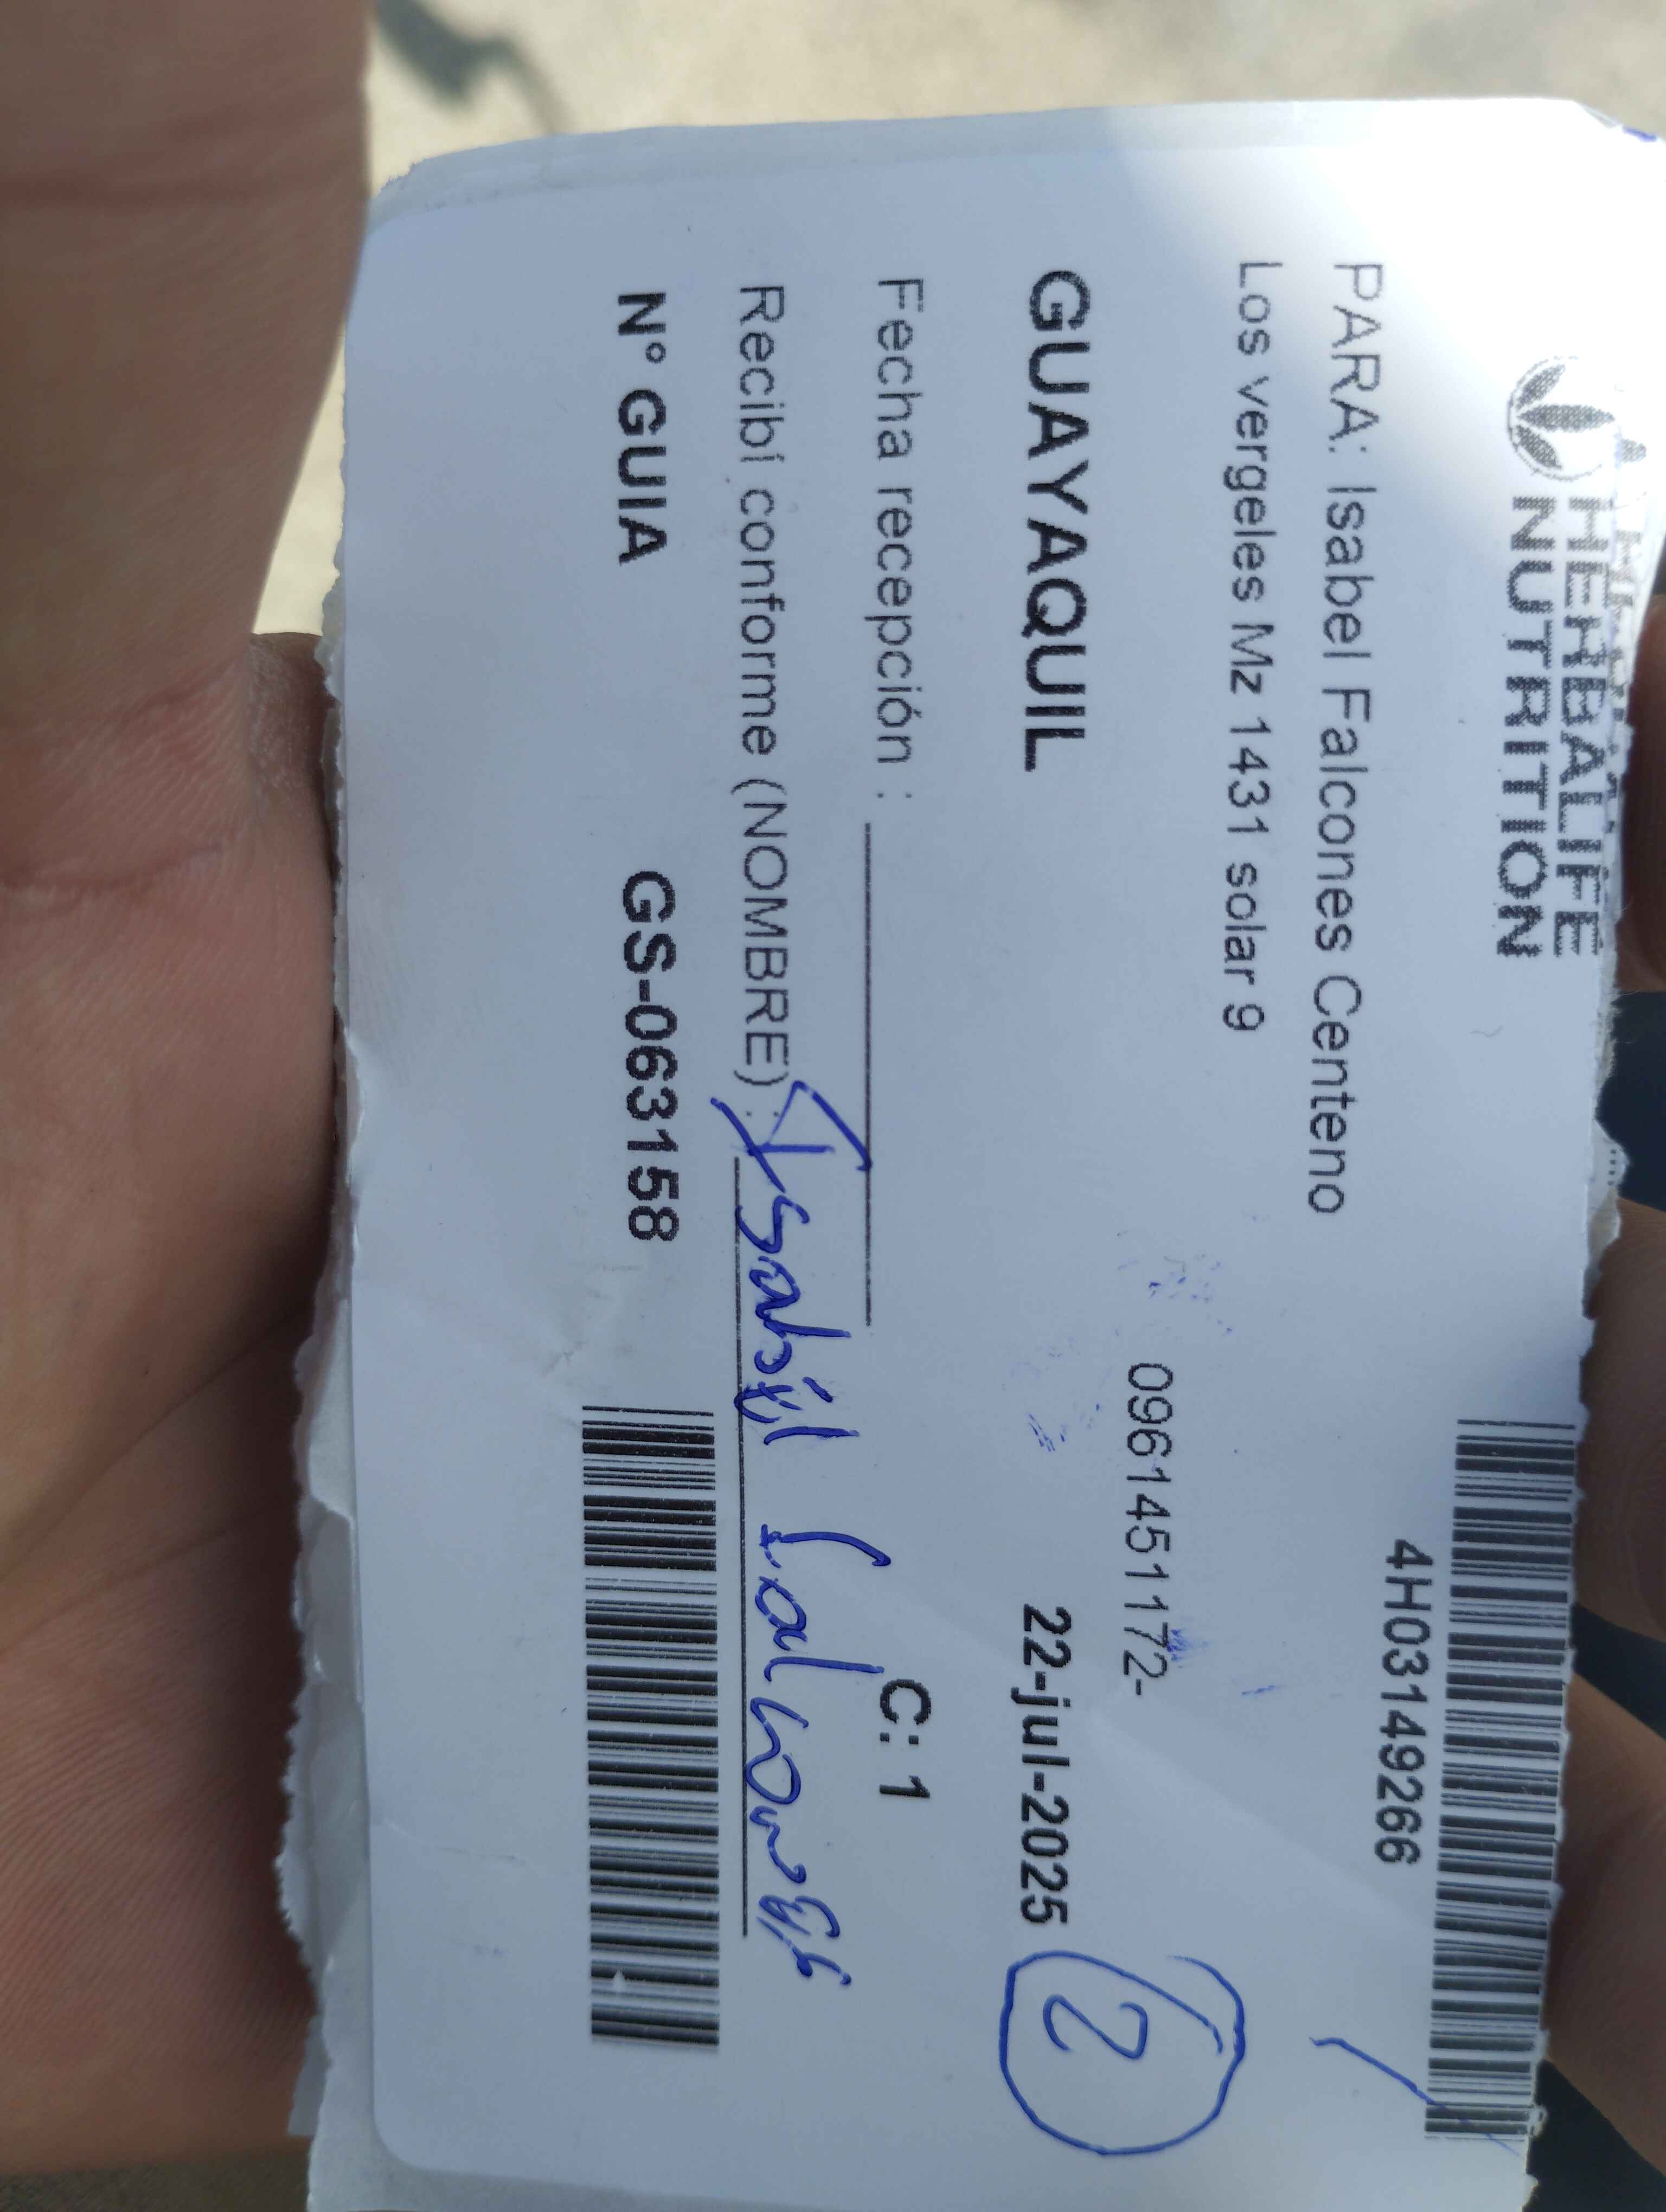 HERBALIFE
NUTRITION
4H03149266
PARA: Isabel Falcones Centeno
Los vergeles Mz 1431 solar 9
0961451172-
GUAYAQUIL 22-jul-2025
2
Fecha recepción : C: 1
Recibí conforme (NOMBRE) : Isabel
N° GUIA GS-063158